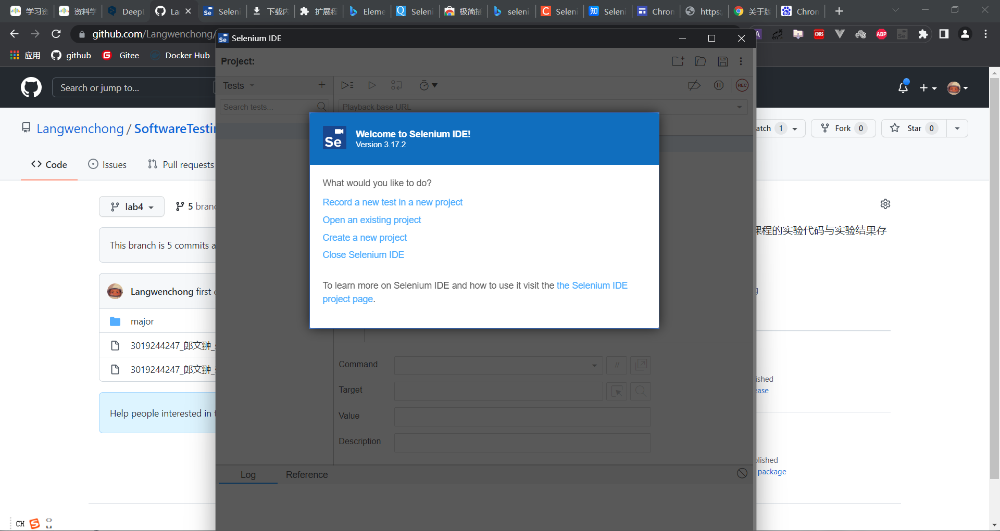 学习资
资料学
Deepl
La
Seleni
下载内
扩展程
Eleme
Seleni
极简插
seleni
Seleni
Seleni
Chron
https:
关于版
Chron
github.com/Langwenchong/
应用
github
Gitee
Docker Hub
CORS
ABP
Selenium IDE
Project:
Tests
Search tests...
Playback base URL
REC
Search or jump to...
Langwenchong / SoftwareTestin
atch 1
Fork 0
Star 0
Code
Issues
Pull requests
Se
Welcome to Selenium IDE!
Version 3.17.2
What would you like to do?
Record a new test in a new project
Open an existing project
Create a new project
Close Selenium IDE
To learn more on Selenium IDE and how to use it visit the the Selenium IDE
project page.
lab4
5 branc
This branch is 5 commits a
课程的实验代码与实验结果存
Langwenchong first c
major
3019244247_郎文翀_
3019244247_郎文翀_
Help people interested in t
Command
//
Target
Value
Description
Log
Reference
ished
ease
lished
package
CH